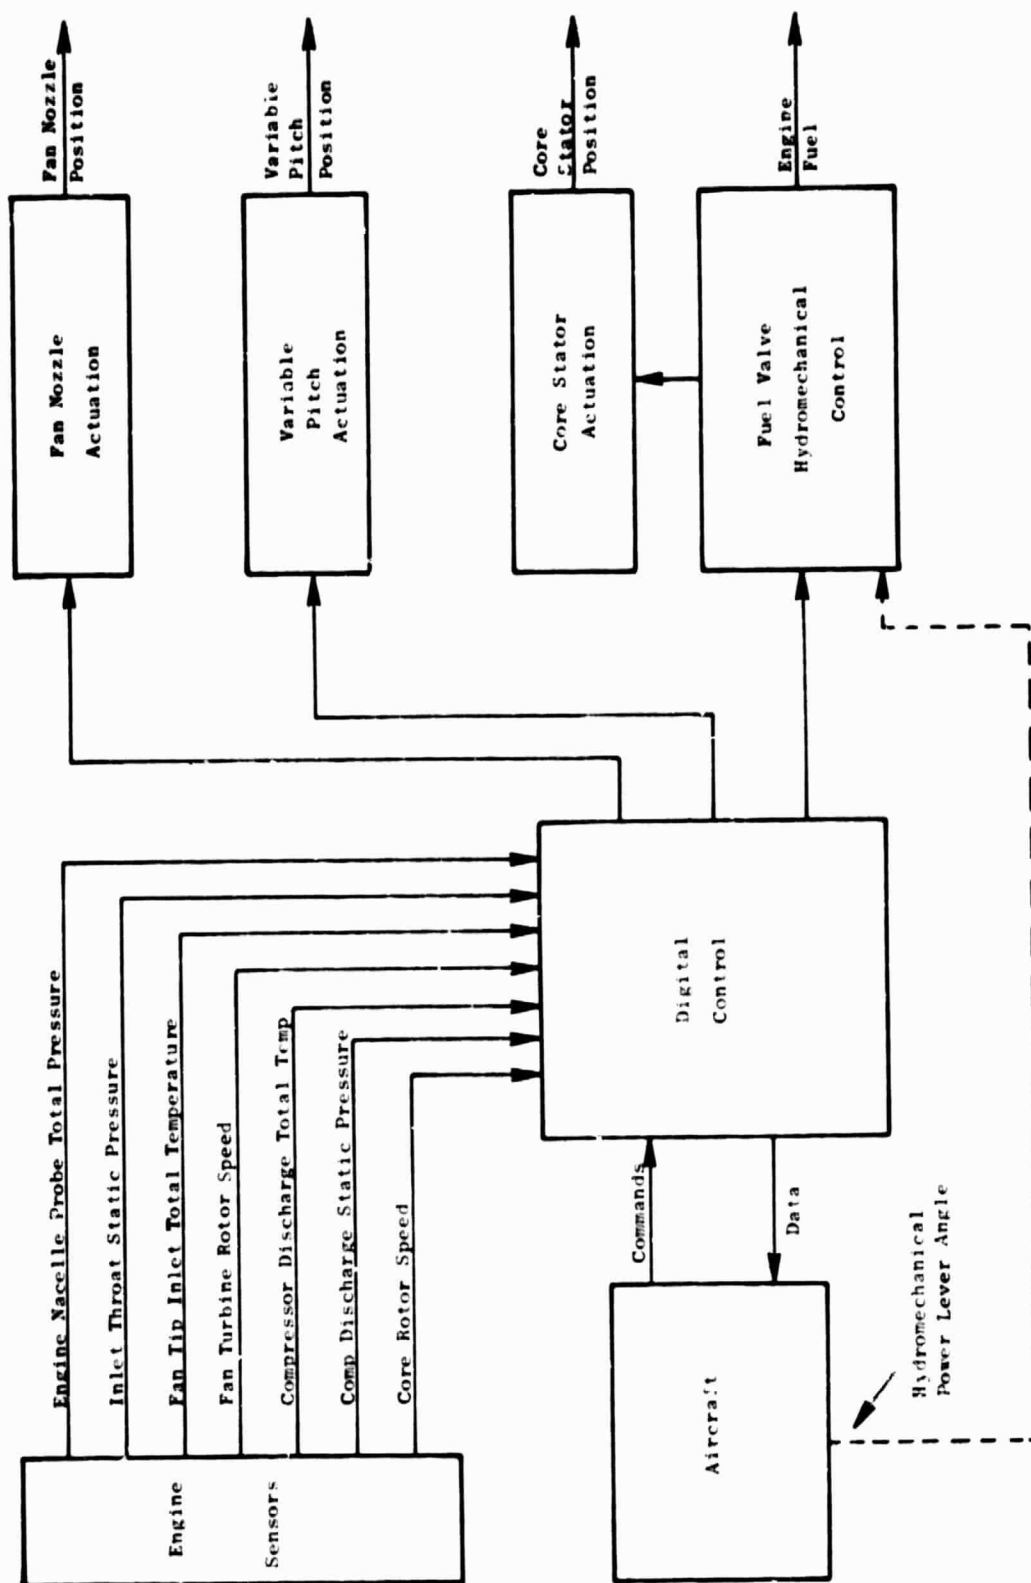 Engine
Sensors
Engine Nacelle Probe Total Pressure
Inlet Throat Static Pressure
Fan Tip Inlet Total Temperature
Fan Turbine Rotor Speed
Compressor Discharge Total Temp
Comp Discharge Static Pressure
Core Rotor Speed
Aircraft
Commands
Data
Hydromechanical
Power Lever Angle
Digital
Control
Fan Nozzle
Actuation
Fan Nozzle
Position
Variable
Pitch
Actuation
Variable
Pitch
Position
Core Stator
Actuation
Core
Stator
Position
Fuel Valve
Hydromechanical
Control
Engine
Fuel